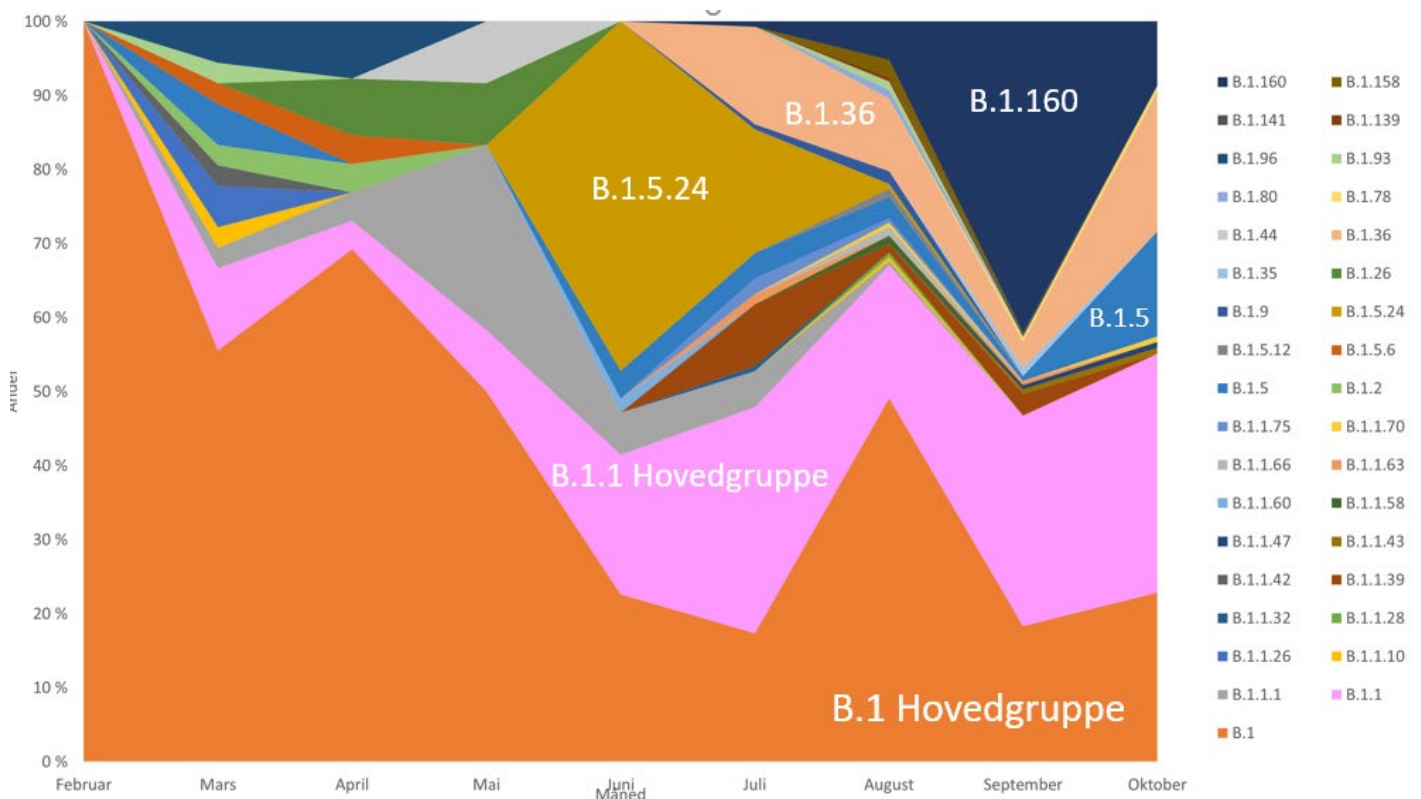 100 %
90 %
80 %
70 %
60 %
50 %
40 %
30 %
20 %
10 %
0 %
Andel
Februar Mars April Mai Juni Juli August September Oktober
Måned
B.1.160
B.1.36
B.1.5.24
B.1.5
B.1.1 Hovedgruppe
B.1 Hovedgruppe
B.1.160 B.1.158
B.1.141 B.1.139
B.1.96 B.1.93
B.1.80 B.1.78
B.1.44 B.1.36
B.1.35 B.1.26
B.1.9 B.1.5.24
B.1.5.12 B.1.5.6
B.1.5 B.1.2
B.1.1.75 B.1.1.70
B.1.1.66 B.1.1.63
B.1.1.60 B.1.1.58
B.1.1.47 B.1.1.43
B.1.1.42 B.1.1.39
B.1.1.32 B.1.1.28
B.1.1.26 B.1.1.10
B.1.1.1 B.1.1
B.1